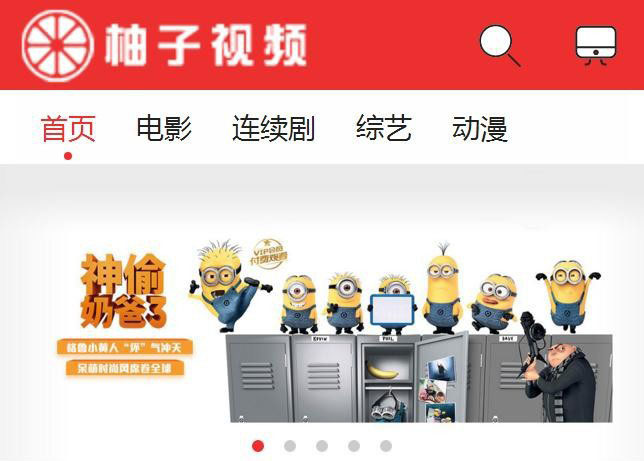 柚子视频
首页 电影 连续剧 综艺 动漫
VIP会员
付费观看
神偷
奶爸3
格鲁小黄人“坏”气冲天
呆萌时尚风席卷全球
KEVIN PHIL DAVE